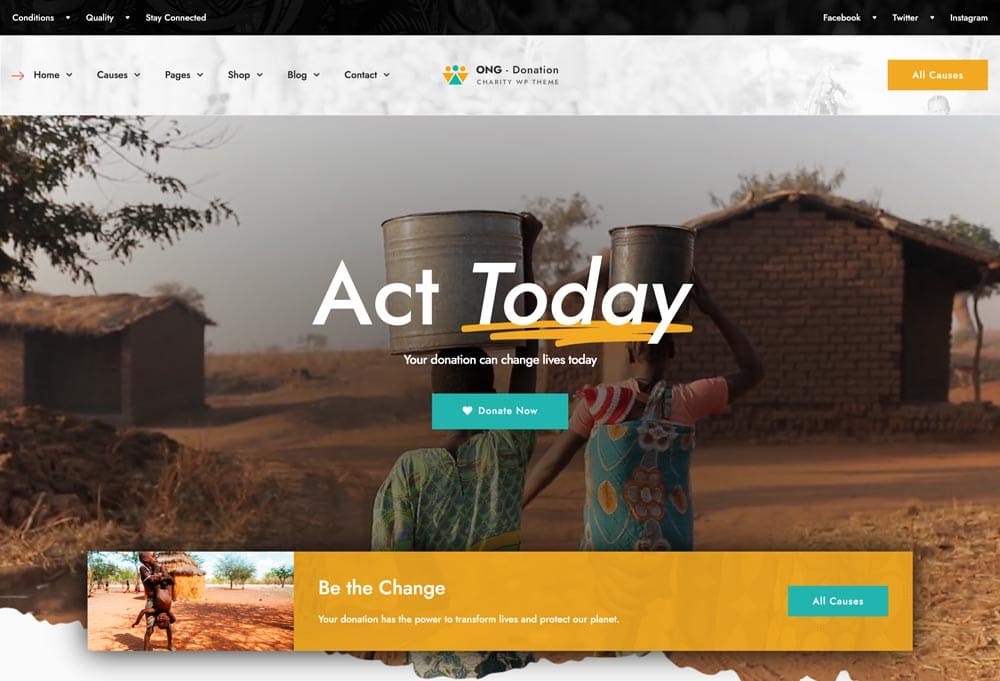 Conditions Quality Stay Connected Facebook Twitter Instagram
Home Causes Pages Shop Blog Contact
ONG - Donation
CHARITY WP THEME
All Causes
Act Today
Your donation can change lives today
Donate Now
Be the Change
Your donation has the power to transform lives and protect our planet.
All Causes